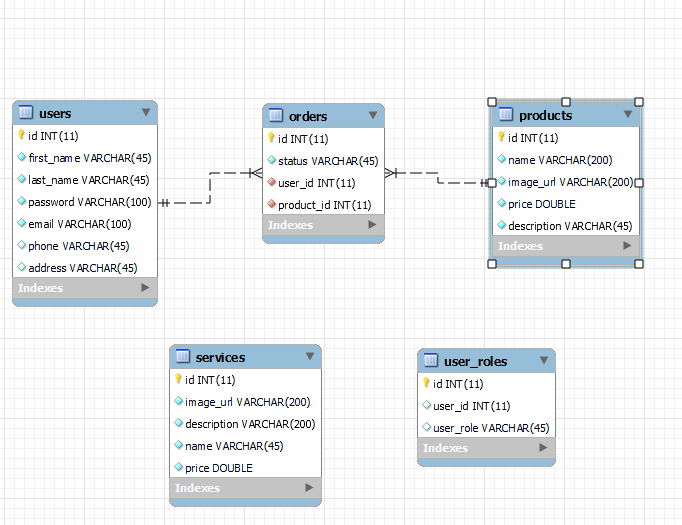 users
id INT(11)
first_name VARCHAR(45)
last_name VARCHAR(45)
password VARCHAR(100)
email VARCHAR(100)
phone VARCHAR(45)
address VARCHAR(45)
Indexes
orders
id INT(11)
status VARCHAR(45)
user_id INT(11)
product_id INT(11)
Indexes
products
id INT(11)
name VARCHAR(200)
image_url VARCHAR(200)
price DOUBLE
description VARCHAR(45)
Indexes
services
id INT(11)
image_url VARCHAR(200)
description VARCHAR(200)
name VARCHAR(45)
price DOUBLE
Indexes
user_roles
id INT(11)
user_id INT(11)
user_role VARCHAR(45)
Indexes